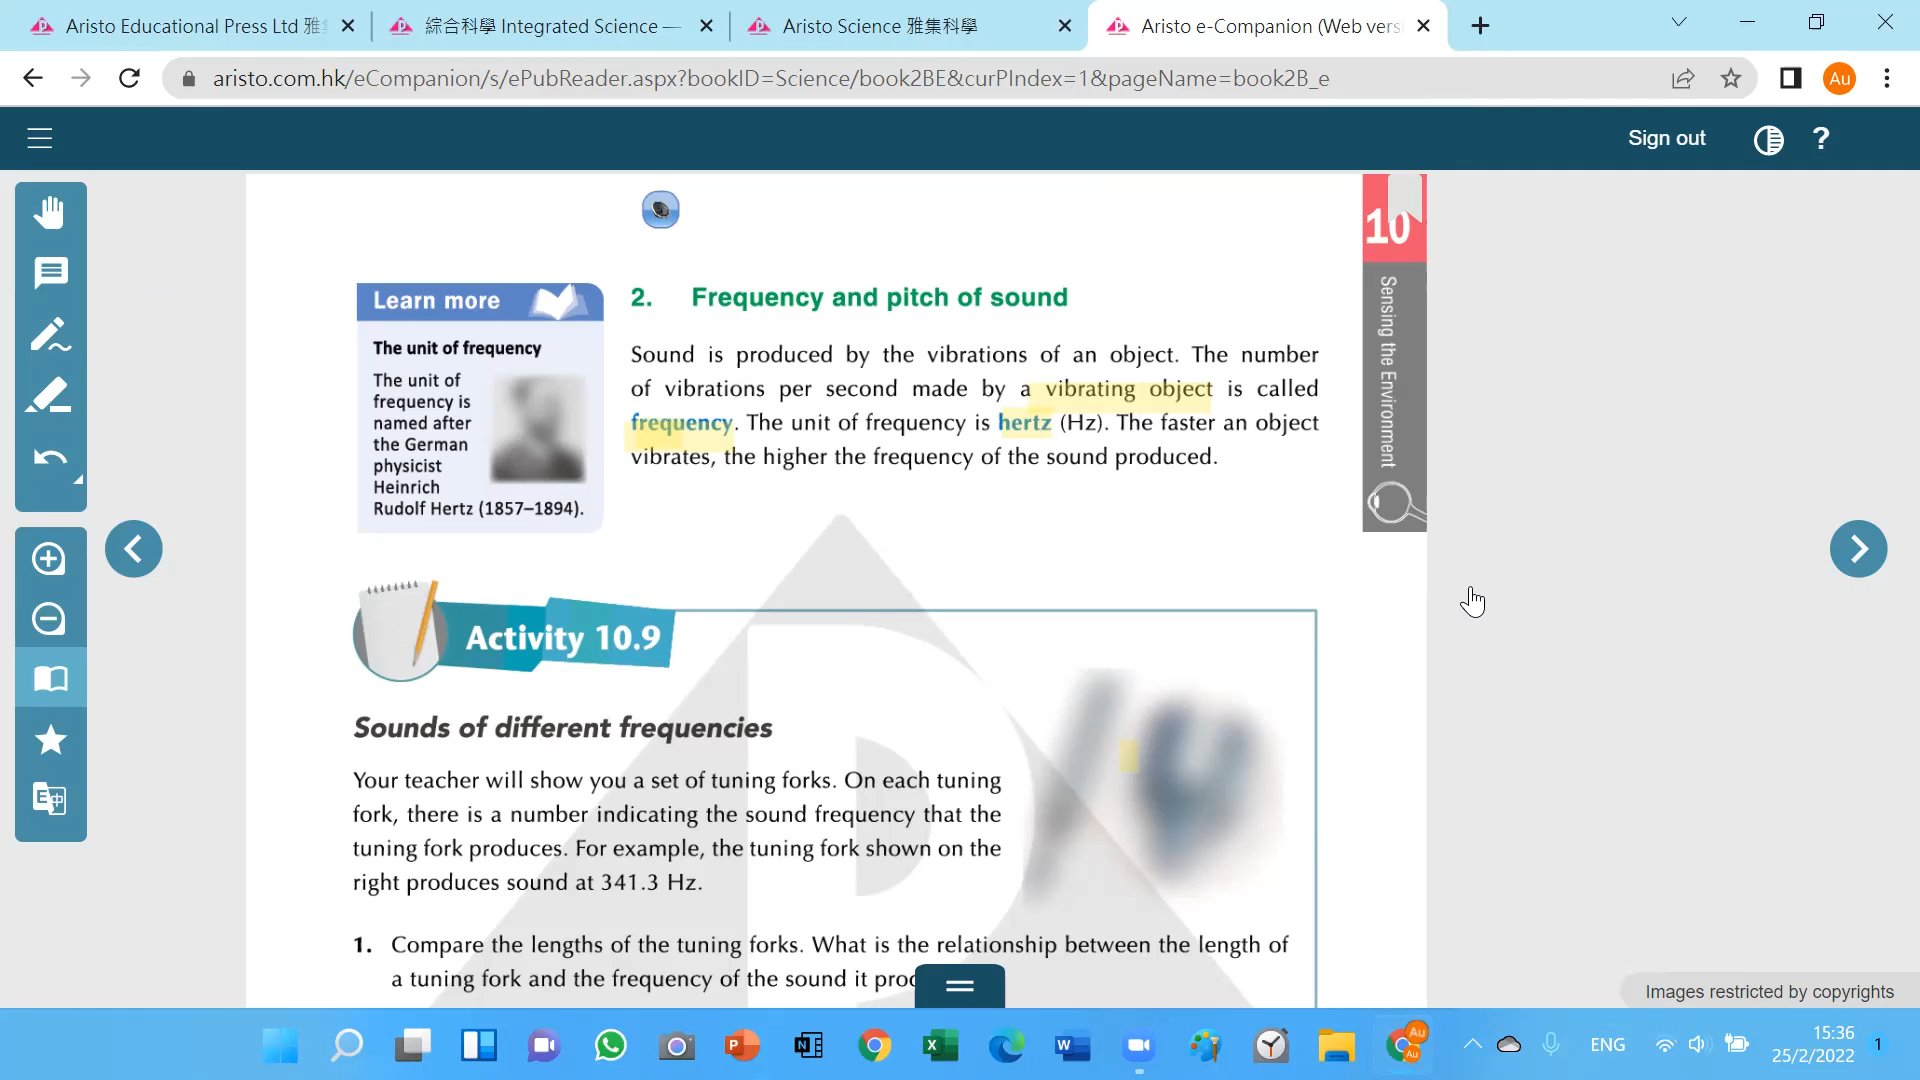 Aristo Educational Press Ltd 雅
綜合科學 Integrated Science —
Aristo Science 雅集科學
Aristo e-Companion (Web vers
aristo.com.hk/eCompanion/s/ePubReader.aspx?bookID=Science/book2BE&curPIndex=1&pageName=book2B_e
Au
Sign out
?
10
Sensing the Environment
Learn more
The unit of frequency
The unit of
frequency is
named after
the German
physicist
Heinrich
Rudolf Hertz (1857–1894).
2. Frequency and pitch of sound
Sound is produced by the vibrations of an object. The number
of vibrations per second made by a vibrating object is called
frequency. The unit of frequency is hertz (Hz). The faster an object
vibrates, the higher the frequency of the sound produced.
Activity 10.9
Sounds of different frequencies
Your teacher will show you a set of tuning forks. On each tuning
fork, there is a number indicating the sound frequency that the
tuning fork produces. For example, the tuning fork shown on the
right produces sound at 341.3 Hz.
1. Compare the lengths of the tuning forks. What is the relationship between the length of
a tuning fork and the frequency of the sound it
Images restricted by copyrights
ENG
15:36
25/2/2022
1